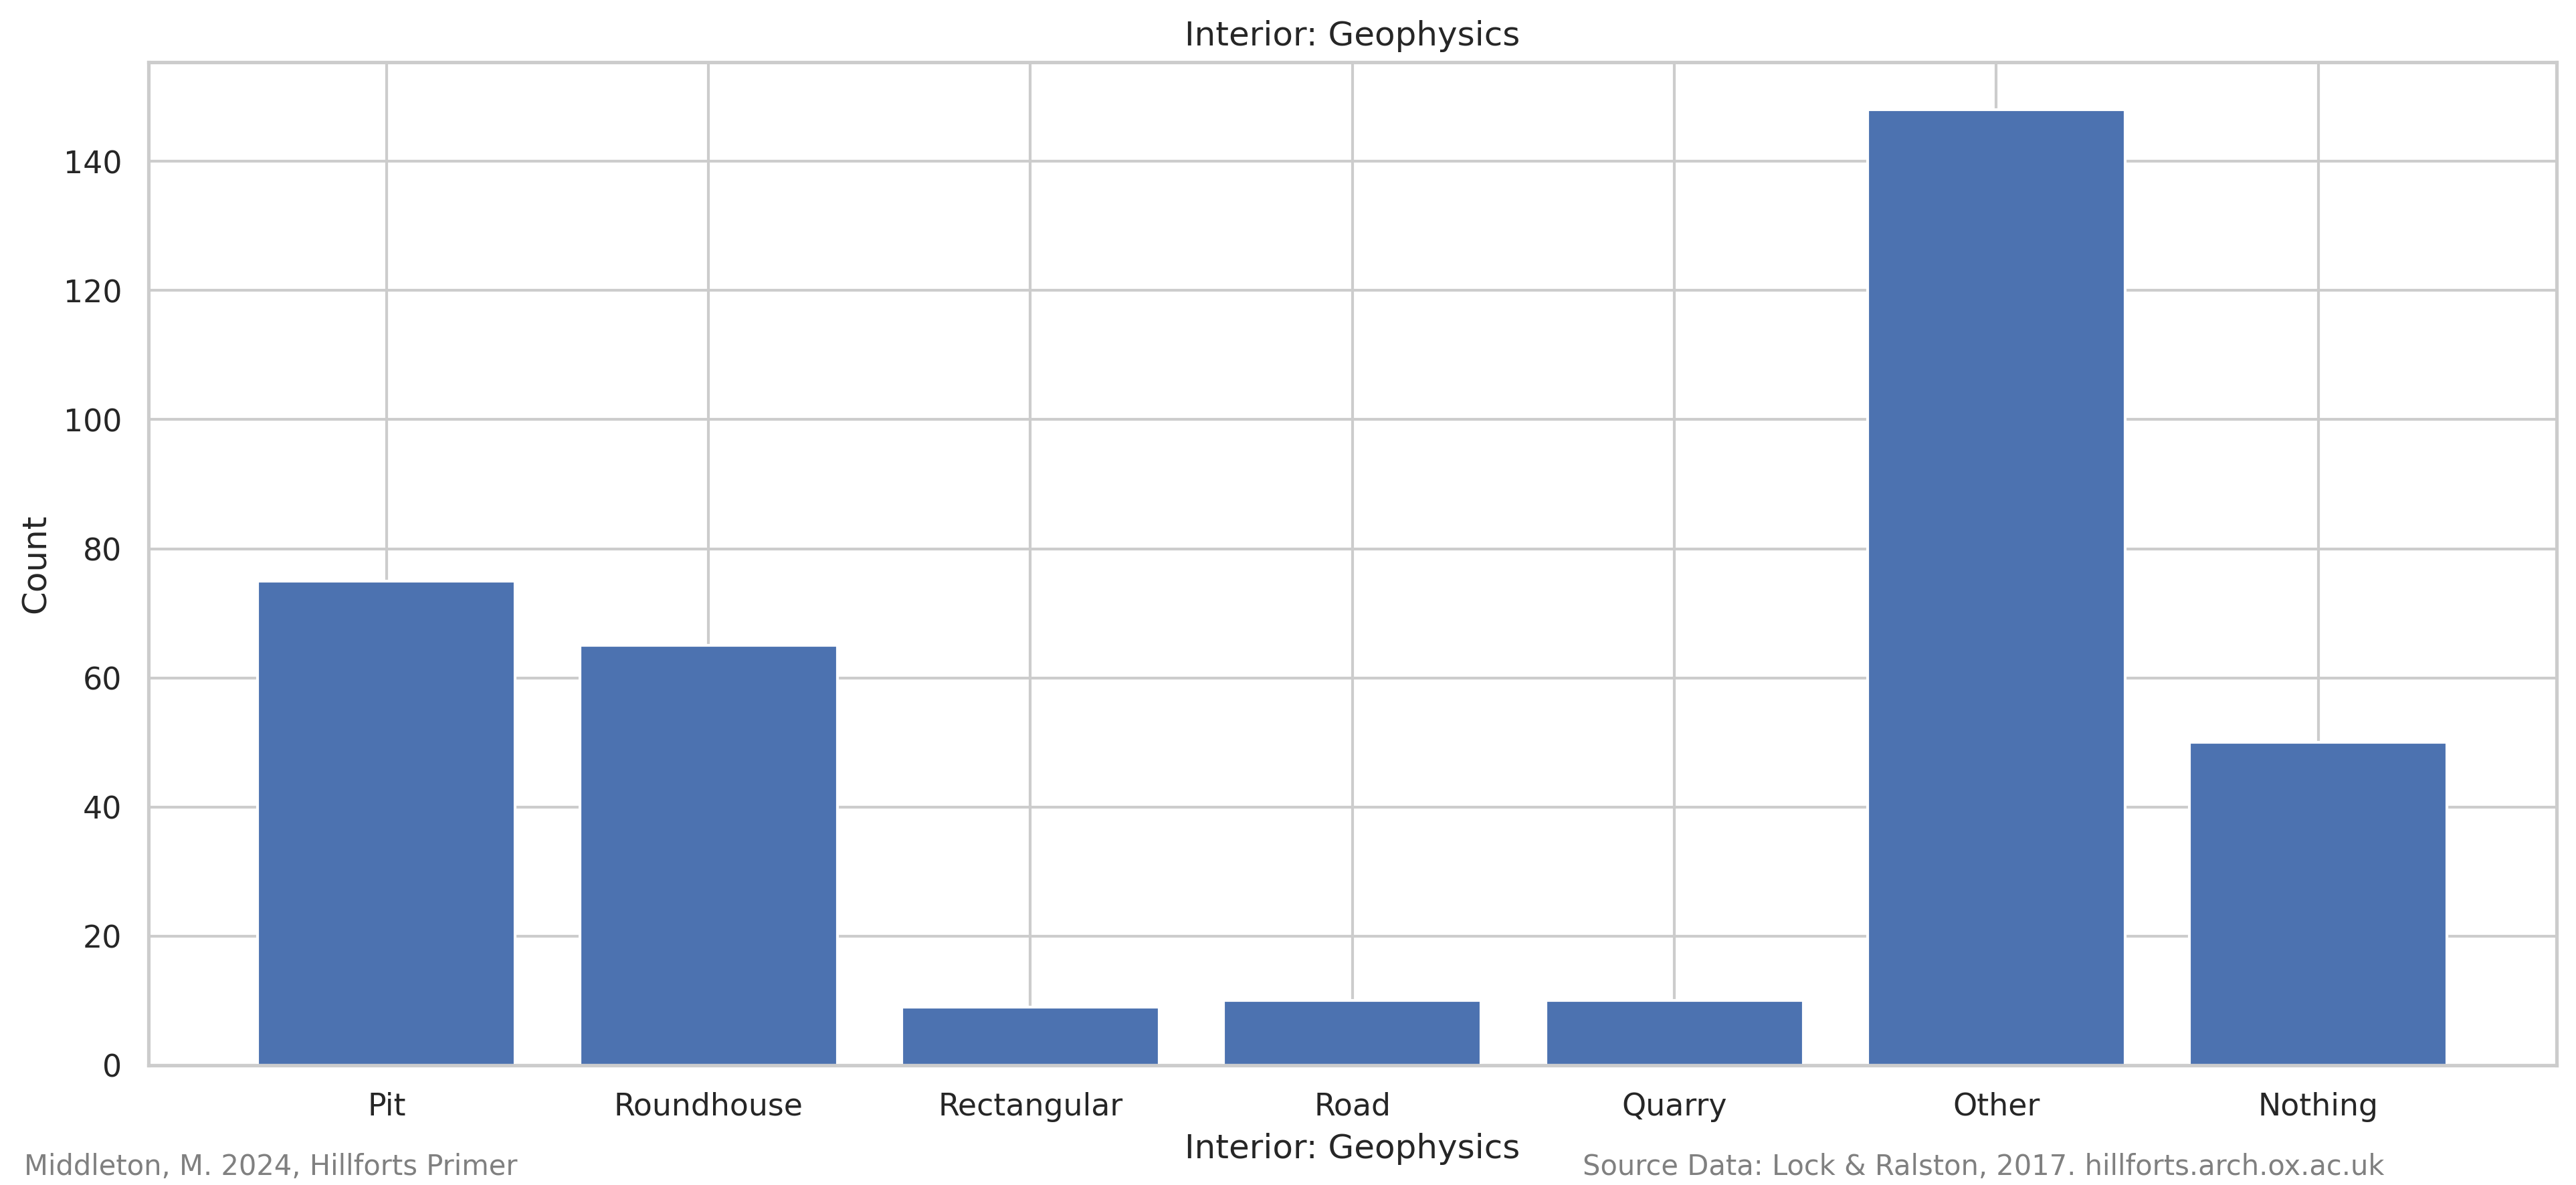 Interior: Geophysics
140
120
100
80
60
40
20
0
Count
Pit Roundhouse Rectangular Road Quarry Other Nothing
Interior: Geophysics
Middleton, M. 2024, Hillforts Primer
Source Data: Lock & Ralston, 2017. hillforts.arch.ox.ac.uk